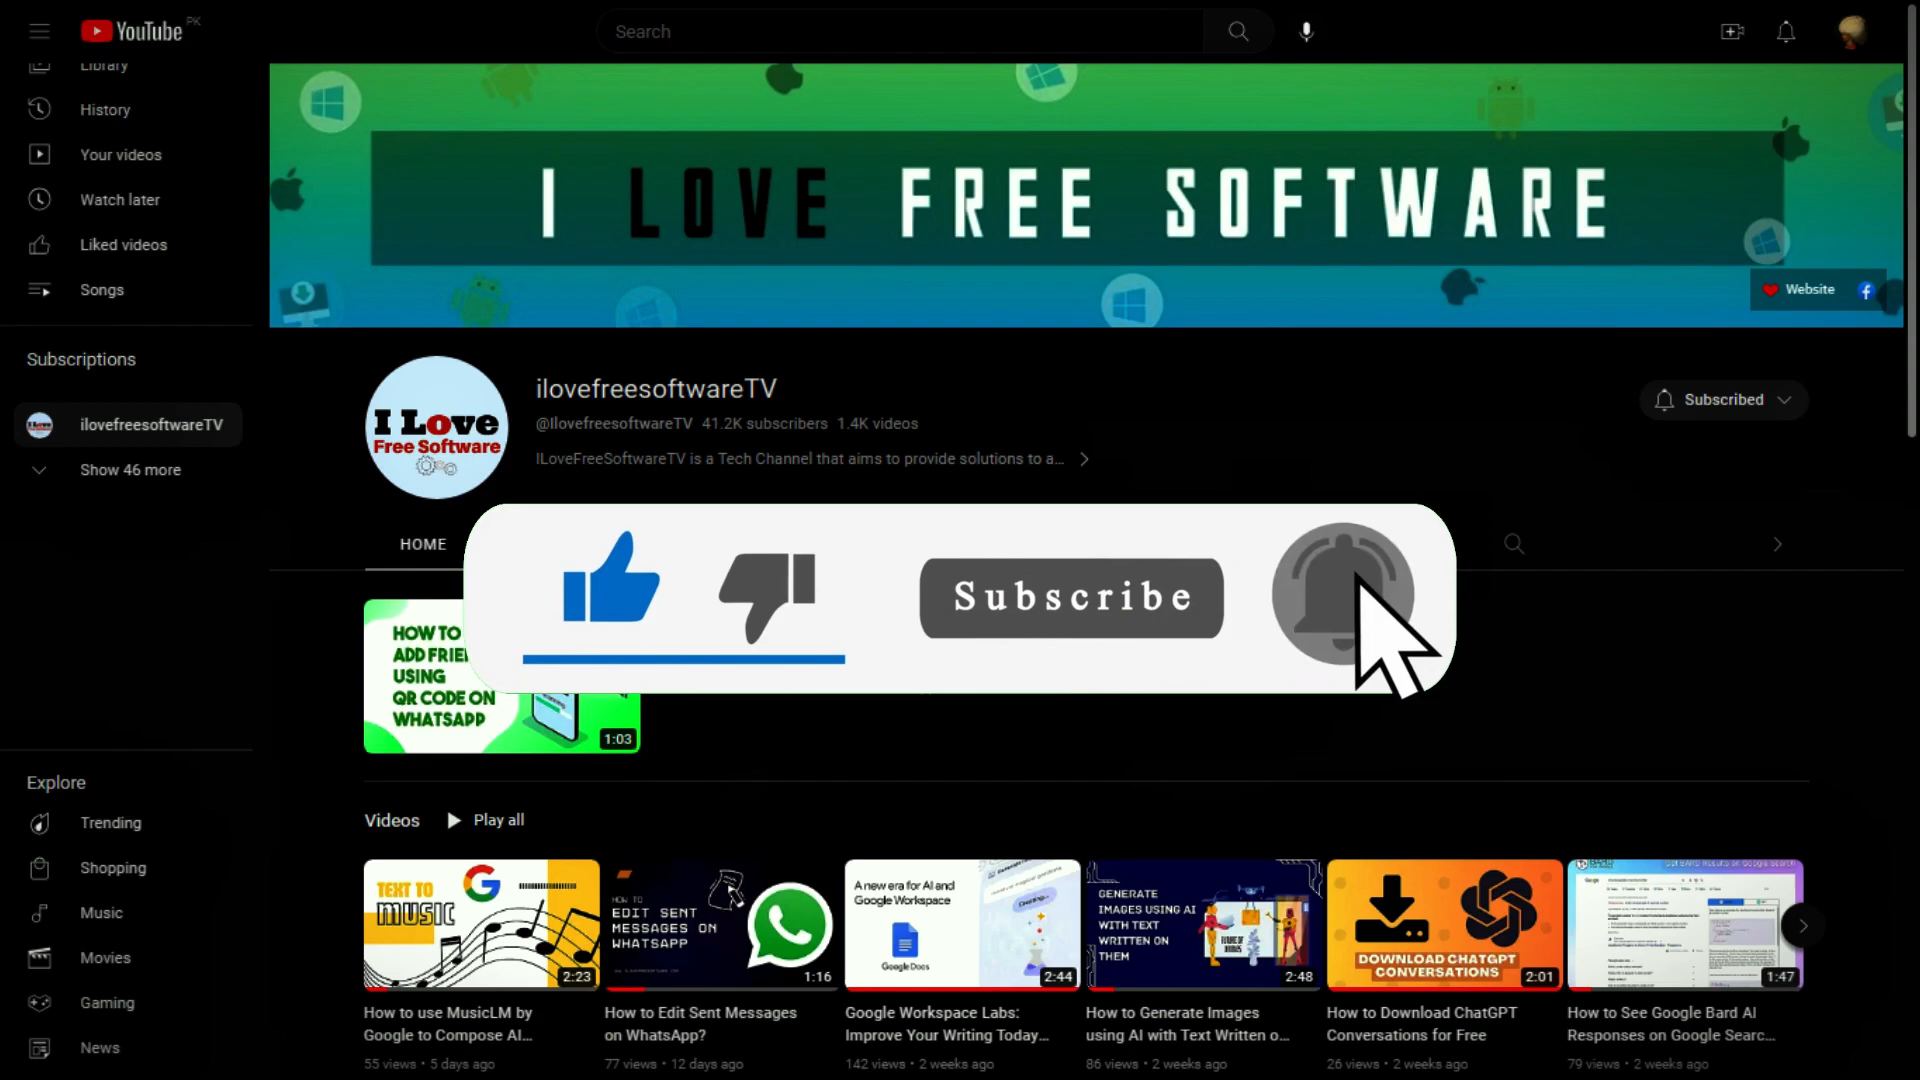 YouTube PK
Search
Library
History
Your videos
Watch later
Liked videos
Songs
Subscriptions
ilovefreesoftwareTV
Show 46 more
Explore
Trending
Shopping
Music
Movies
Gaming
News
I LOVE FREE SOFTWARE
Website
I Love
Free Software
ilovefreesoftwareTV
@IlovefreesoftwareTV 41.2K subscribers 1.4K videos
ILoveFreeSoftwareTV is a Tech Channel that aims to provide solutions to a...
Subscribed
HOME
Subscribe
HOW TO
ADD
USING
QR CODE ON
WHATSAPP
1:03
Videos
Play all
TEXT TO
MUSIC
2:23
How to use MusicLM by
Google to Compose AI...
55 views • 5 days ago
HOW TO
EDIT SENT
MESSAGES ON
WHATSAPP
1:16
How to Edit Sent Messages
on WhatsApp?
77 views • 12 days ago
A new era for AI and
Google Workspace
Google Docs
2:44
Google Workspace Labs:
Improve Your Writing Today...
142 views • 2 weeks ago
GENERATE
IMAGES USING AI
WITH TEXT
WRITTEN ON
THEM
2:48
How to Generate Images
using AI with Text Written o...
86 views • 2 weeks ago
DOWNLOAD CHATGPT
CONVERSATIONS
2:01
How to Download ChatGPT
Conversations for Free
26 views • 2 weeks ago
1:47
How to See Google Bard AI
Responses on Google Searc...
79 views • 2 weeks ago